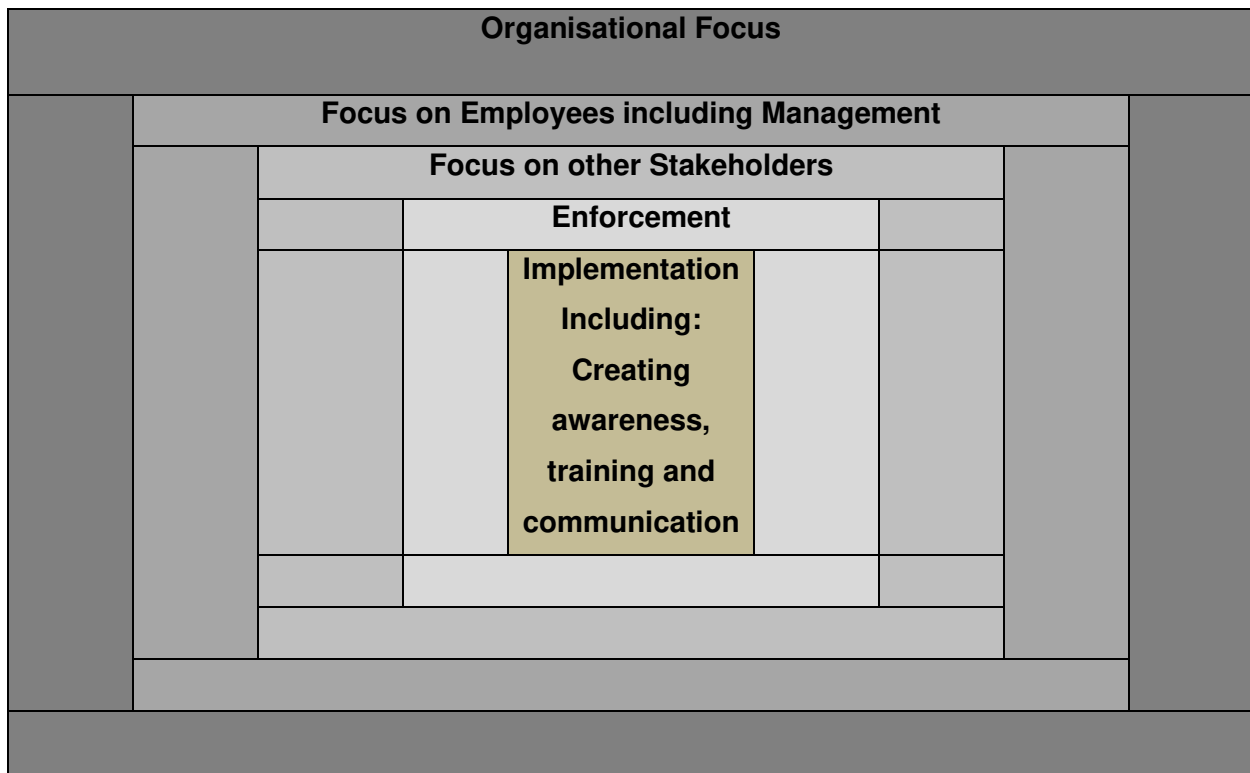 Organisational Focus
Focus on Employees including Management
Focus on other Stakeholders
Enforcement
Implementation
Including:
Creating
awareness,
training and
communication